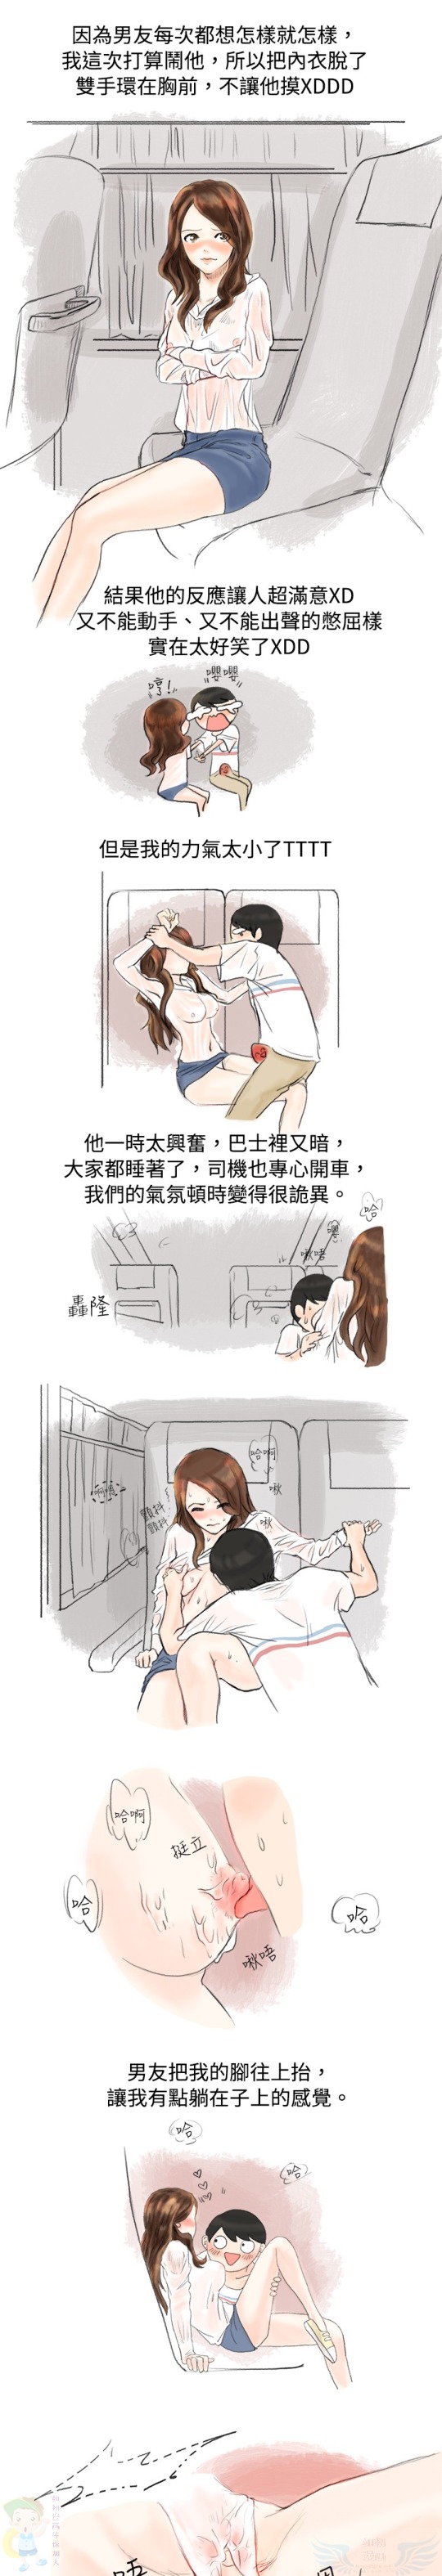 因為男友每次都想怎樣就怎樣，
我這次打算鬧他，所以把內衣脫了
雙手環在胸前，不讓他摸XDDD
結果他的反應讓人超滿意XD
又不能動手、又不能出聲的憋屈樣
實在太好笑了XDD
哼!
嚶嚶
但是我的力氣太小了TTTT
他一時太興奮，巴士裡又暗，
大家都睡著了，司機也專心開車，
我們的氣氛頓時變得很詭異。
哈
啾唔
轟隆
哈啊
啾
啾
顫抖
顫抖
哈啊
挺立
哈
哈
啾唔
男友把我的腳往上抬，
讓我有點躺在子上的感覺。
哈
哈
唔